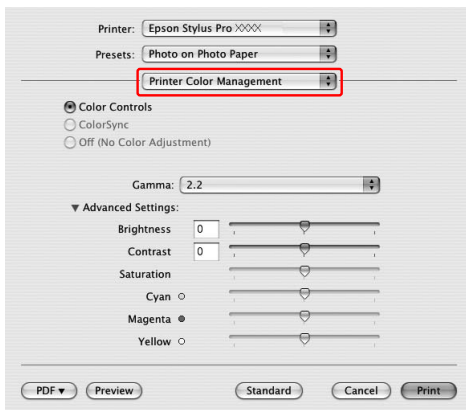 Printer: Epson Stylus Pro XXXX
Presets: Photo on Photo Paper
Printer Color Management
Color Controls
ColorSync
Off (No Color Adjustment)
Gamma: 2.2
Advanced Settings:
Brightness 0
Contrast 0
Saturation
Cyan
Magenta
Yellow
PDF Preview Standard Cancel Print